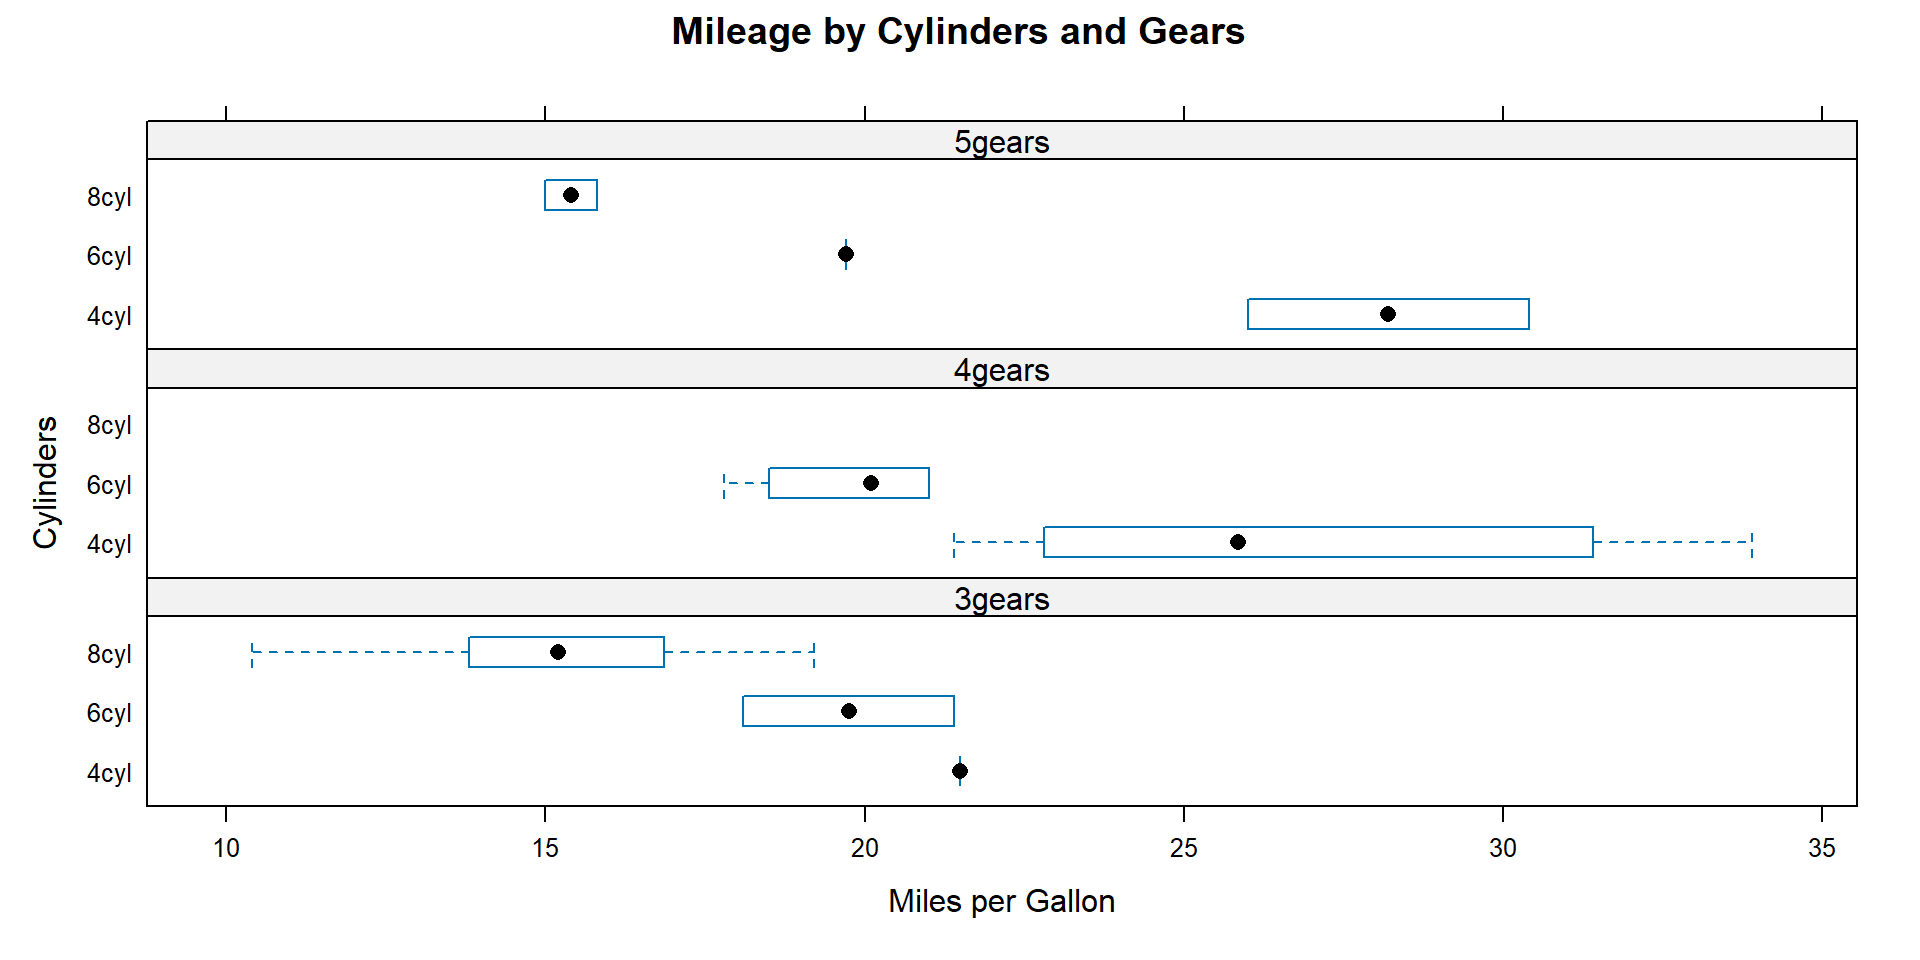 Mileage by Cylinders and Gears
5gears
8cyl
6cyl
4cyl
4gears
8cyl
6cyl
4cyl
Cylinders
3gears
8cyl
6cyl
4cyl
10 15 20 25 30 35
Miles per Gallon